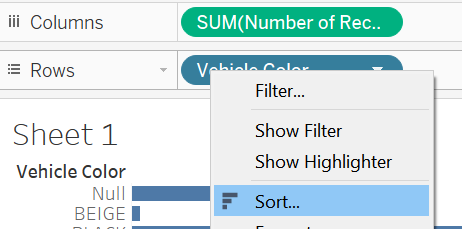 Columns
SUM(Number of Rec..
Rows
Vehicle Color
Filter...
Show Filter
Sheet 1
Show Highlighter
Vehicle Color
Null
Sort...
BEIGE